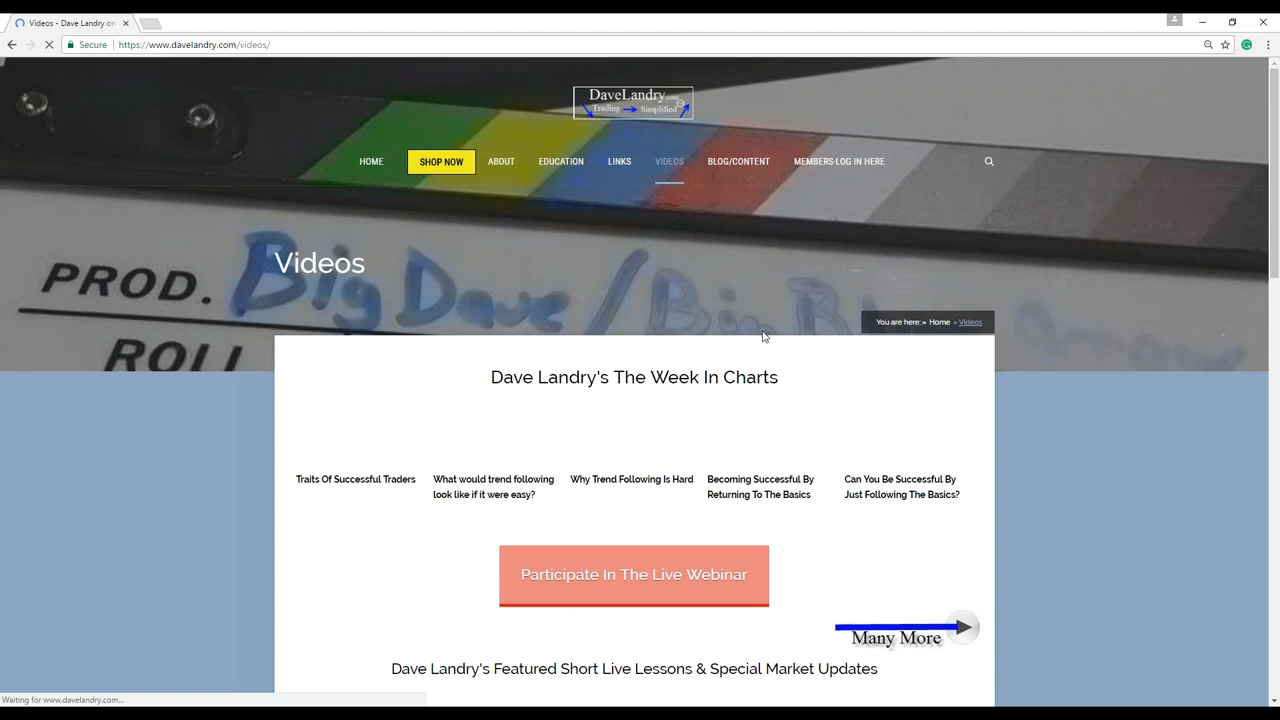 Videos - Dave Landry on
Secure
https://www.davelandry.com/videos/
DaveLandry.com
Trading Simplified
HOME
SHOP NOW
ABOUT
EDUCATION
LINKS
VIDEOS
BLOG/CONTENT
MEMBERS-LOG IN HERE
Videos
PROD. Big Dave/Big B
ROLL
You are here: » Home » Videos
Dave Landry's The Week In Charts
Traits Of Successful Traders
What would trend following
look like if it were easy?
Why Trend Following Is Hard
Becoming Successful By
Returning To The Basics
Can You Be Successful By
Just Following The Basics?
Participate In The Live Webinar
Many More
Dave Landry's Featured Short Live Lessons & Special Market Updates
Waiting for www.davelandry.com...